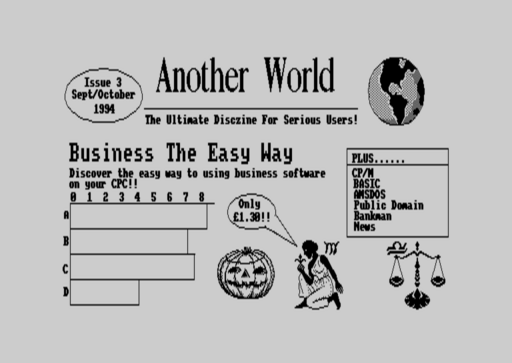 Issue 3
Sept/October
1994
Another World
The Ultimate Disczine For Serious Users!
Business The Easy Way
Discover the easy way to using business software
on your CPC!!
0 1 2 3 4 5 6 7 8
A
B
C
D
Only
£1.30!!
PLUS......
CP/M
BASIC
AMSDOS
Public Domain
Bankman
News